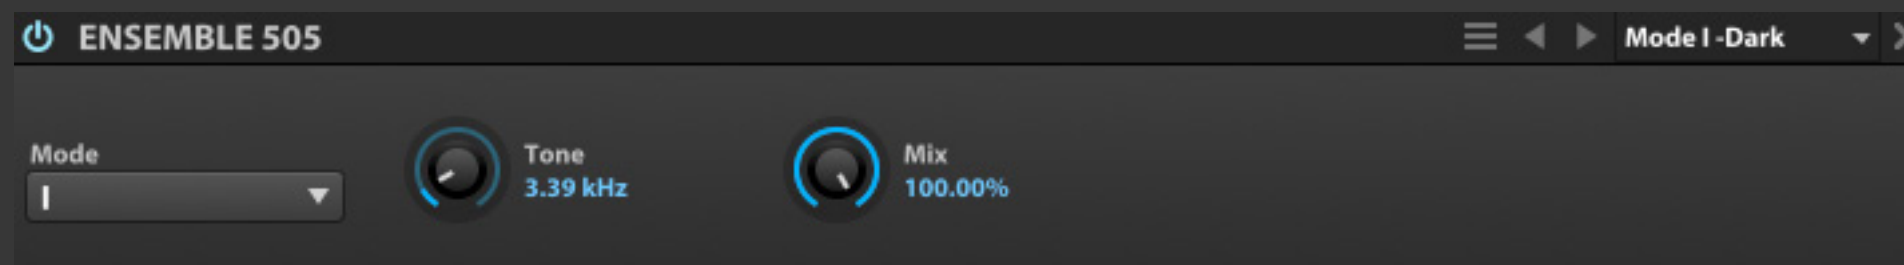 ENSEMBLE 505
Mode I -Dark
Mode
I
Tone
3.39 kHz
Mix
100.00%